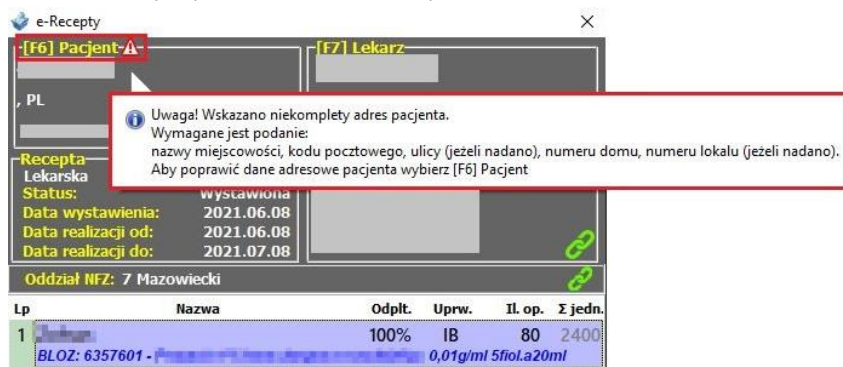 e-Recepty
[F6] Pacjent
[F7] Lekarz
, PL
Uwaga! Wskazano niekomplety adres pacjenta.
Wymagane jest podanie:
nazwy miejscowości, kodu pocztowego, ulicy (jeżeli nadano), numeru domu, numeru lokalu (jeżeli nadano).
Aby poprawić dane adresowe pacjenta wybierz [F6] Pacjent
Recepta
Lekarska
Status: Wystawiona
Data wystawienia: 2021.06.08
Data realizacji od: 2021.06.08
Data realizacji do: 2021.07.08
Oddział NFZ: 7 Mazowiecki
Lp Nazwa Odpłt. Uprw. Il. op. Σ jedn.
1 100% IB 80 2400
BLOZ: 6357601 - 0,01g/ml 5fiol.a20ml